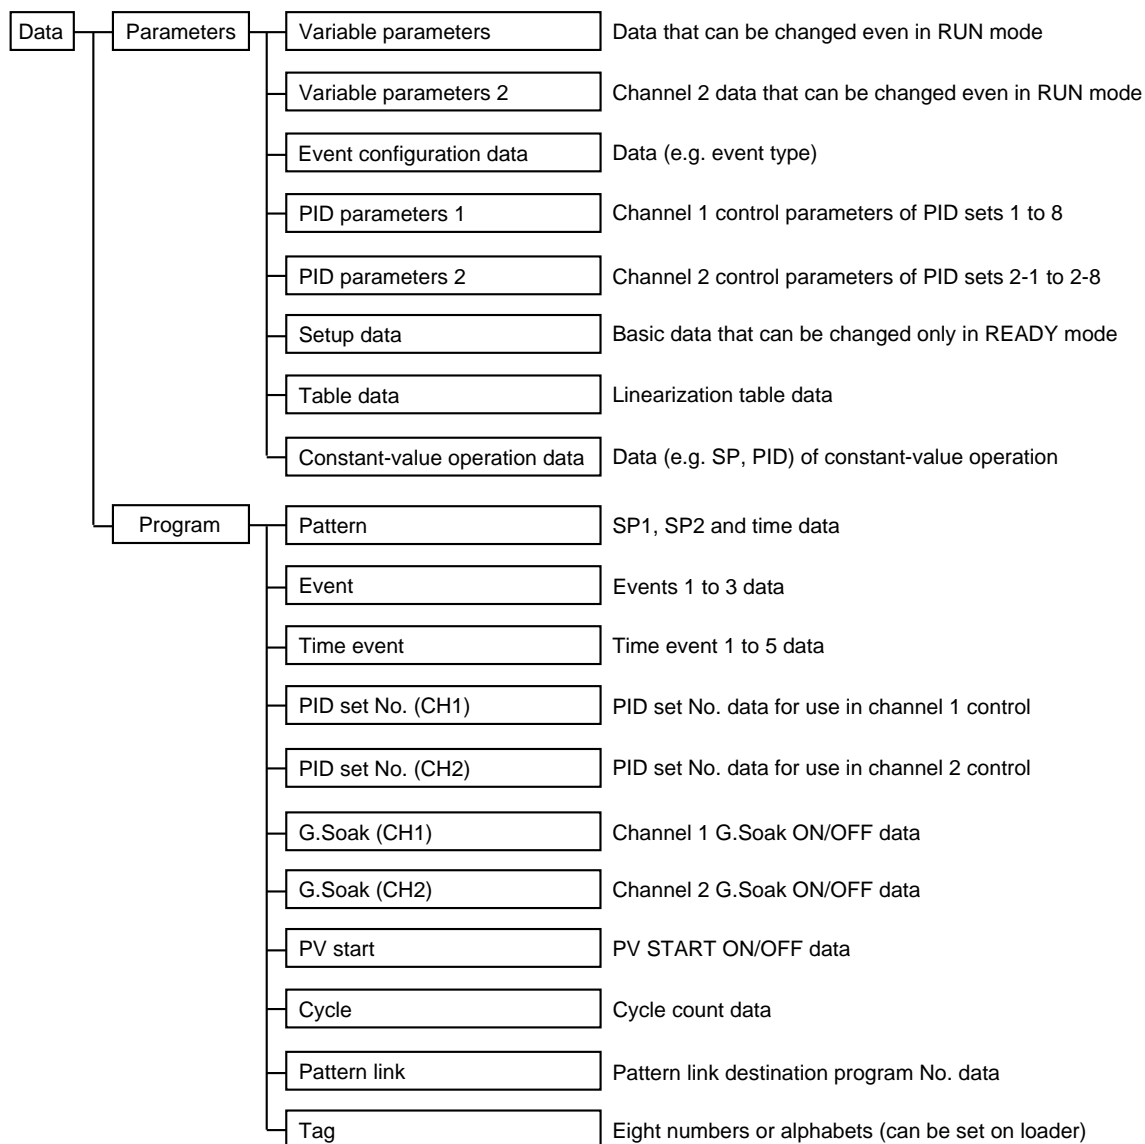 Data Parameters Variable parameters Data that can be changed even in RUN mode
Variable parameters 2 Channel 2 data that can be changed even in RUN mode
Event configuration data Data (e.g. event type)
PID parameters 1 Channel 1 control parameters of PID sets 1 to 8
PID parameters 2 Channel 2 control parameters of PID sets 2-1 to 2-8
Setup data Basic data that can be changed only in READY mode
Table data Linearization table data
Constant-value operation data Data (e.g. SP, PID) of constant-value operation
Program Pattern SP1, SP2 and time data
Event Events 1 to 3 data
Time event Time event 1 to 5 data
PID set No. (CH1) PID set No. data for use in channel 1 control
PID set No. (CH2) PID set No. data for use in channel 2 control
G.Soak (CH1) Channel 1 G.Soak ON/OFF data
G.Soak (CH2) Channel 2 G.Soak ON/OFF data
PV start PV START ON/OFF data
Cycle Cycle count data
Pattern link Pattern link destination program No. data
Tag Eight numbers or alphabets (can be set on loader)